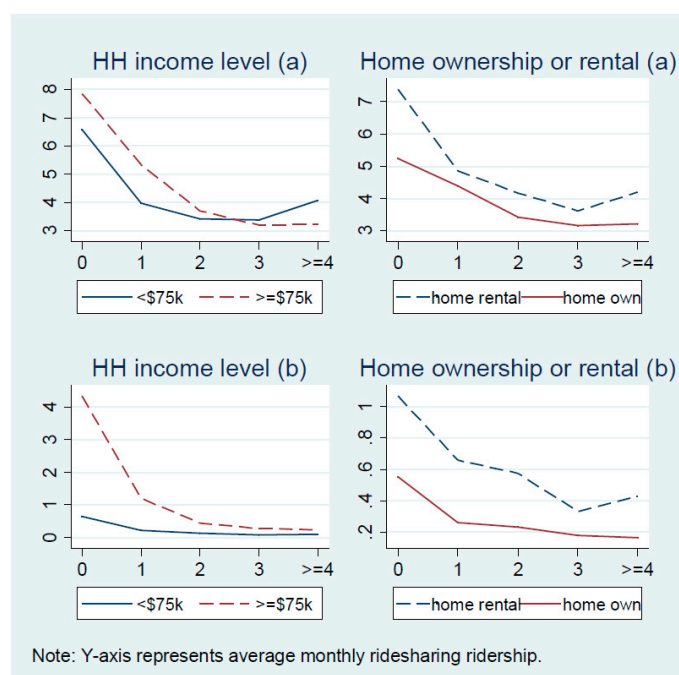 HH income level (a)
8
7
6
5
4
3
0 1 2 3 >=4
<$75k >=$75k
Home ownership or rental (a)
7
6
5
4
3
0 1 2 3 >=4
home rental home own
HH income level (b)
4
3
2
1
0
0 1 2 3 >=4
<$75k >=$75k
Home ownership or rental (b)
1
.8
.6
.4
.2
0 1 2 3 >=4
home rental home own
Note: Y-axis represents average monthly ridesharing ridership.